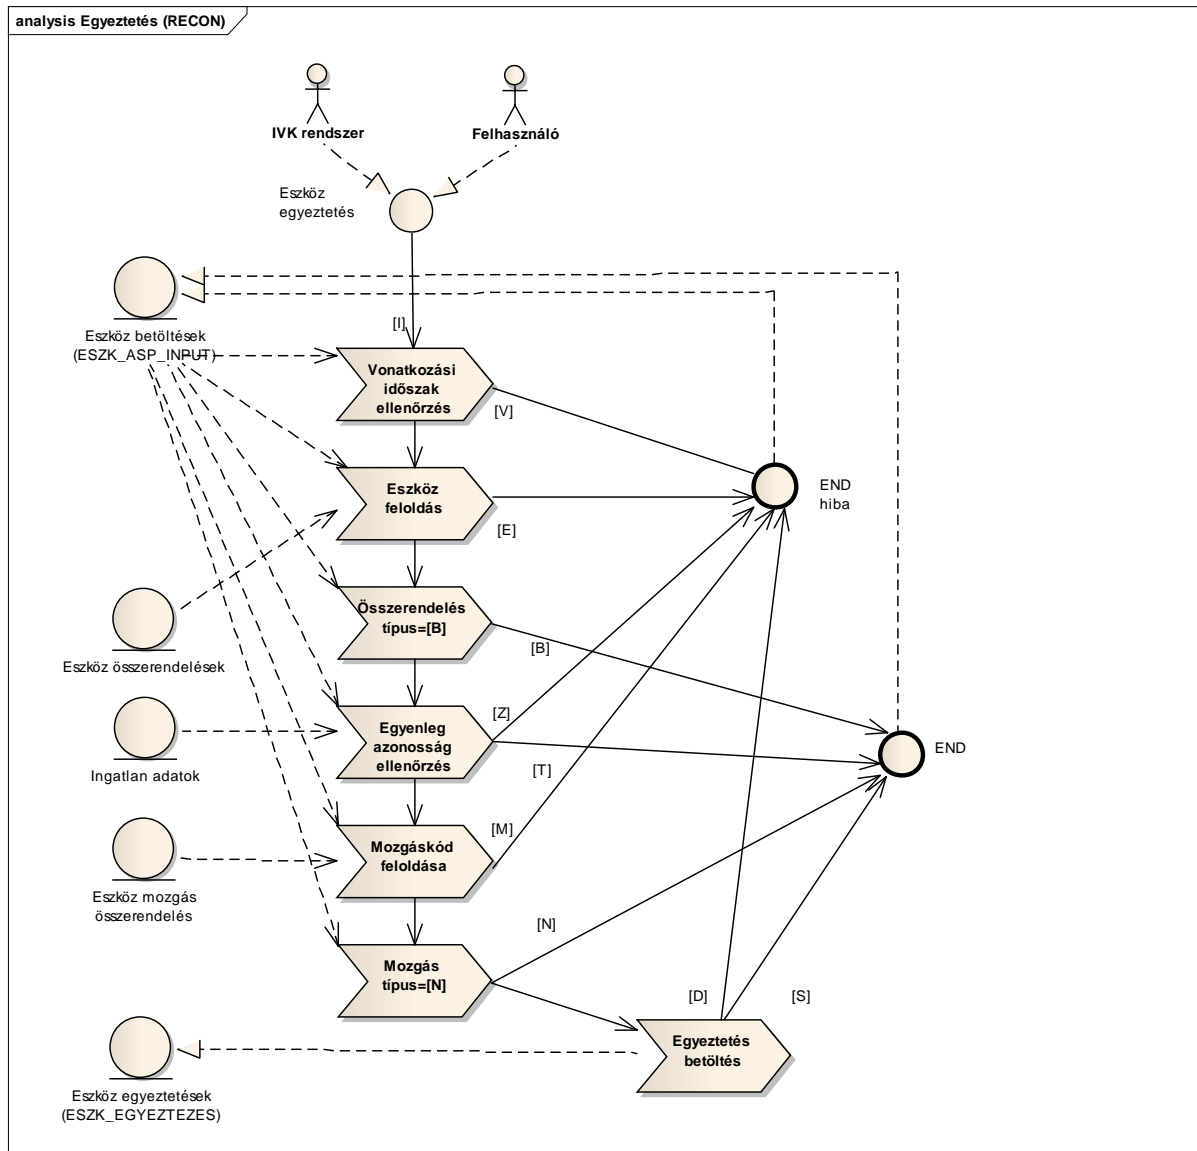 analysis Egyeztetés (RECON)
IVK rendszer
Felhasználó
Eszköz
egyeztetés
Eszköz betöltések
(ESZK_ASP_INPUT)
[I]
Vonatkozási
időszak
ellenőrzés
[V]
Eszköz
feloldás
[E]
END
hiba
Összerendelés
típus=[B]
[B]
Eszköz összerendelések
Egyenleg
azonosság
ellenőrzés
[Z]
[T]
END
Ingatlan adatok
Mozgáskód
feloldása
[M]
Eszköz mozgás
összerendelés
Mozgás
típus=[N]
[N]
[D]
[S]
Egyeztetés
betöltés
Eszköz egyeztetések
(ESZK_EGYEZTEZES)